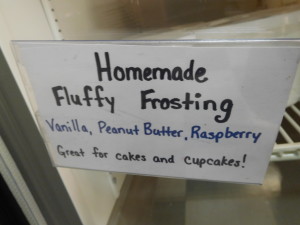 Homemade
Fluffy Frosting
Vanilla, Peanut Butter, Raspberry
Great for cakes and cupcakes!